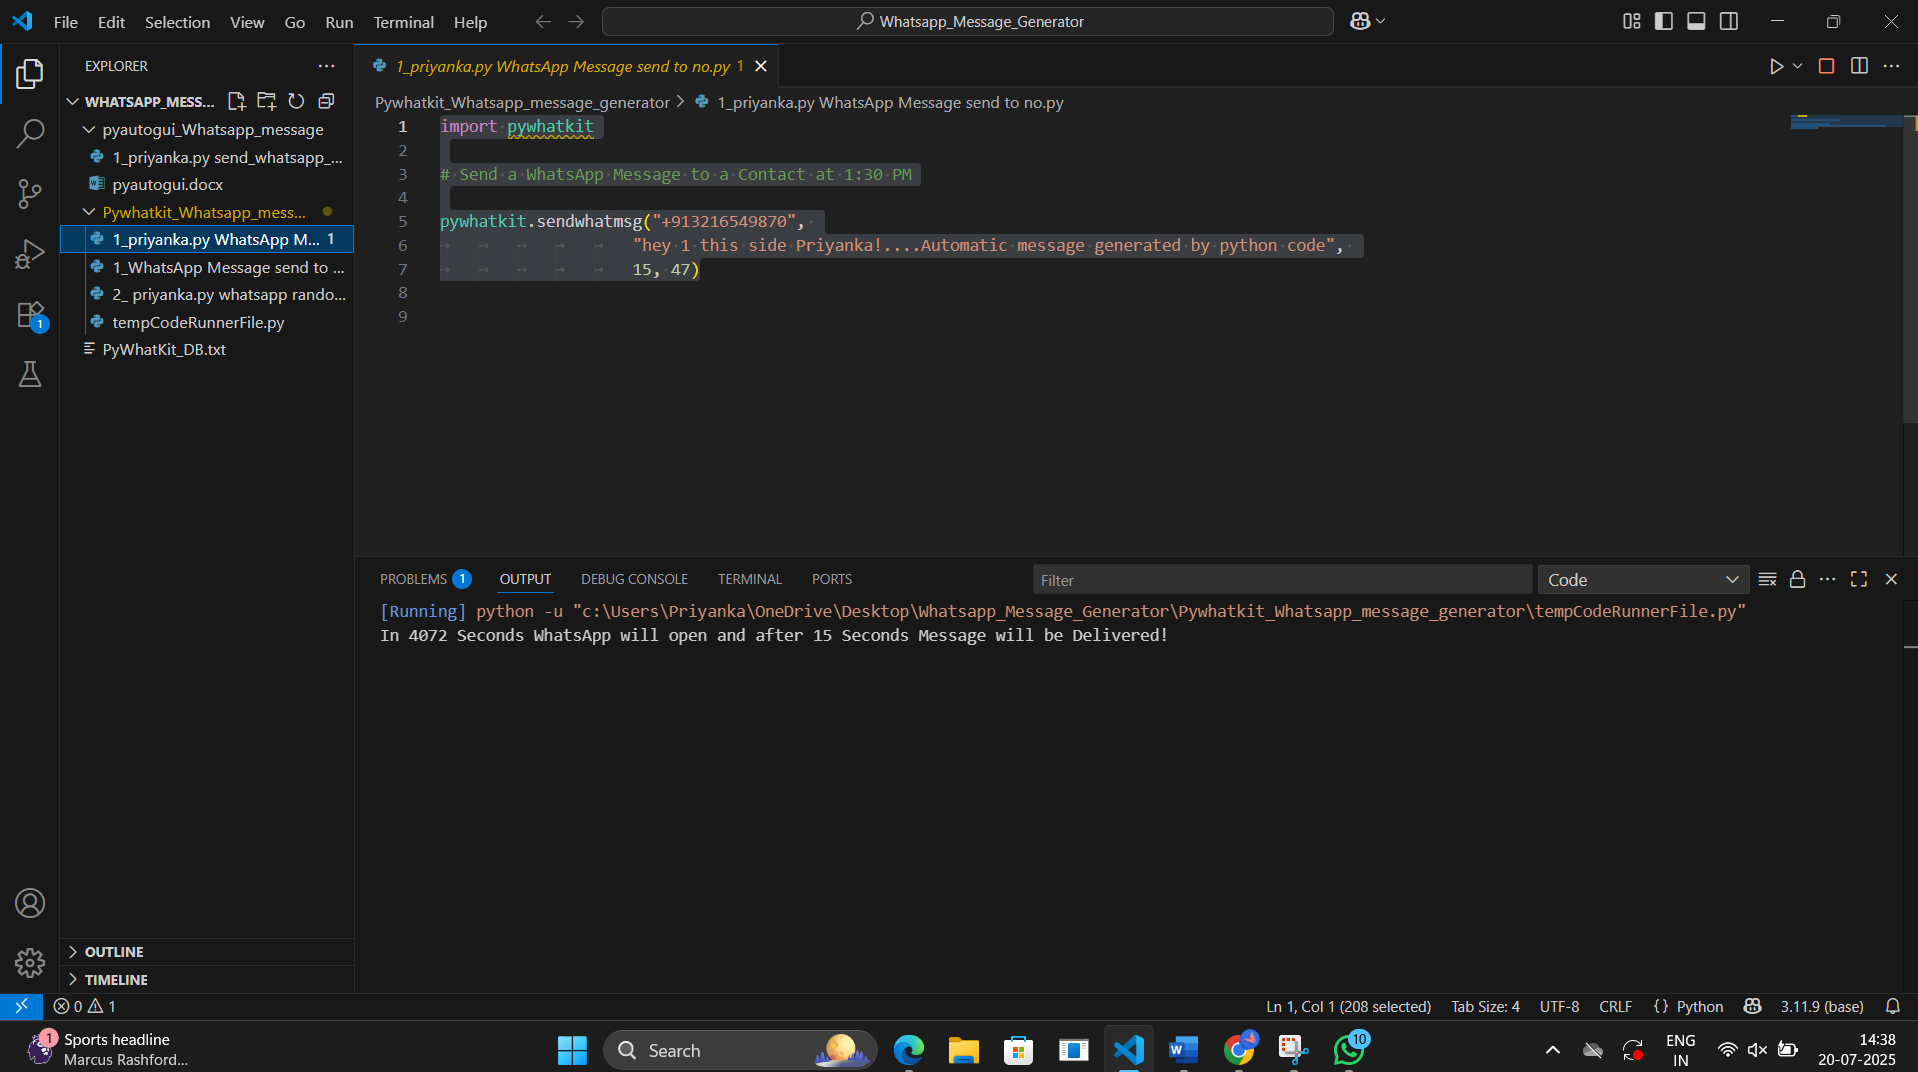 File Edit Selection View Go Run Terminal Help
Whatsapp_Message_Generator
EXPLORER
WHATSAPP_MESS...
pyautogui_Whatsapp_message
1_priyanka.py send_whatsapp_...
pyautogui.docx
Pywhatkit_Whatsapp_mess...
1_priyanka.py WhatsApp M... 1
1_WhatsApp Message send to ...
2_ priyanka.py whatsapp rando...
tempCodeRunnerFile.py
PyWhatKit_DB.txt
1
OUTLINE
TIMELINE
1_priyanka.py WhatsApp Message send to no.py 1
Pywhatkit_Whatsapp_message_generator > 1_priyanka.py WhatsApp Message send to no.py
1 import pywhatkit
2
3 # Send a WhatsApp Message to a Contact at 1:30 PM
4
5 pywhatkit.sendwhatmsg("+913216549870",
6 "hey 1 this side Priyanka!....Automatic message generated by python code",
7 15, 47)
8
9
PROBLEMS 1 OUTPUT DEBUG CONSOLE TERMINAL PORTS
Filter
Code
[Running] python -u "c:\Users\Priyanka\OneDrive\Desktop\Whatsapp_Message_Generator\Pywhatkit_Whatsapp_message_generator\tempCodeRunnerFile.py"
In 4072 Seconds WhatsApp will open and after 15 Seconds Message will be Delivered!
0 1
Ln 1, Col 1 (208 selected) Tab Size: 4 UTF-8 CRLF {} Python 3.11.9 (base)
1
Sports headline
Marcus Rashford...
Search
10
ENG
IN
14:38
20-07-2025